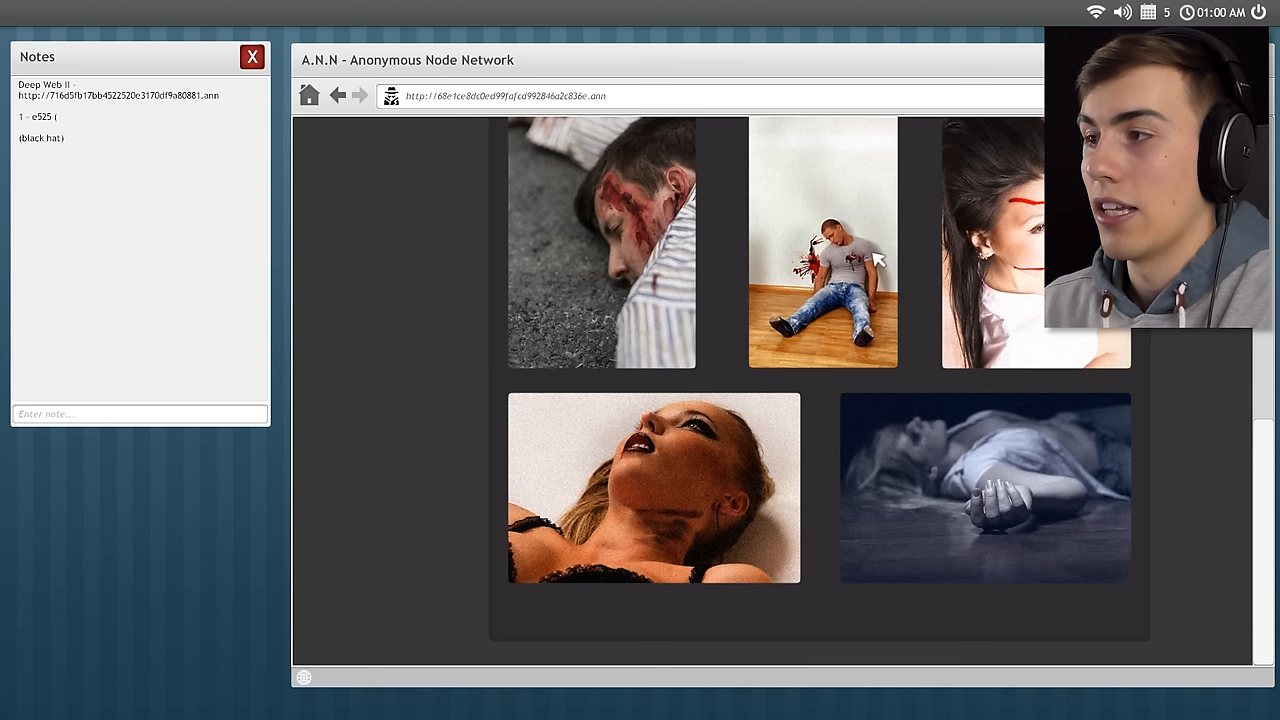 5
01:00 AM
Notes
X
Deep Web II -
http://716d5fb17bb4522520e3170df9a80881.ann
1 - e525 (
(black hat)
Enter note...
A.N.N - Anonymous Node Network
http://68e1ce8dc0ed99fafcd992846a2c836e.ann